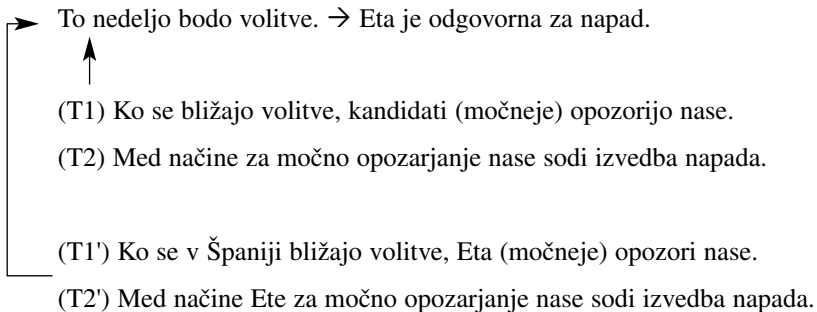 To nedeljo bodo volitve. → Eta je odgovorna za napad.
(T1) Ko se bližajo volitve, kandidati (močneje) opozorijo nase.
(T2) Med načine za močno opozarjanje nase sodi izvedba napada.
(T1') Ko se v Španiji bližajo volitve, Eta (močneje) opozori nase.
(T2') Med načine Ete za močno opozarjanje nase sodi izvedba napada.